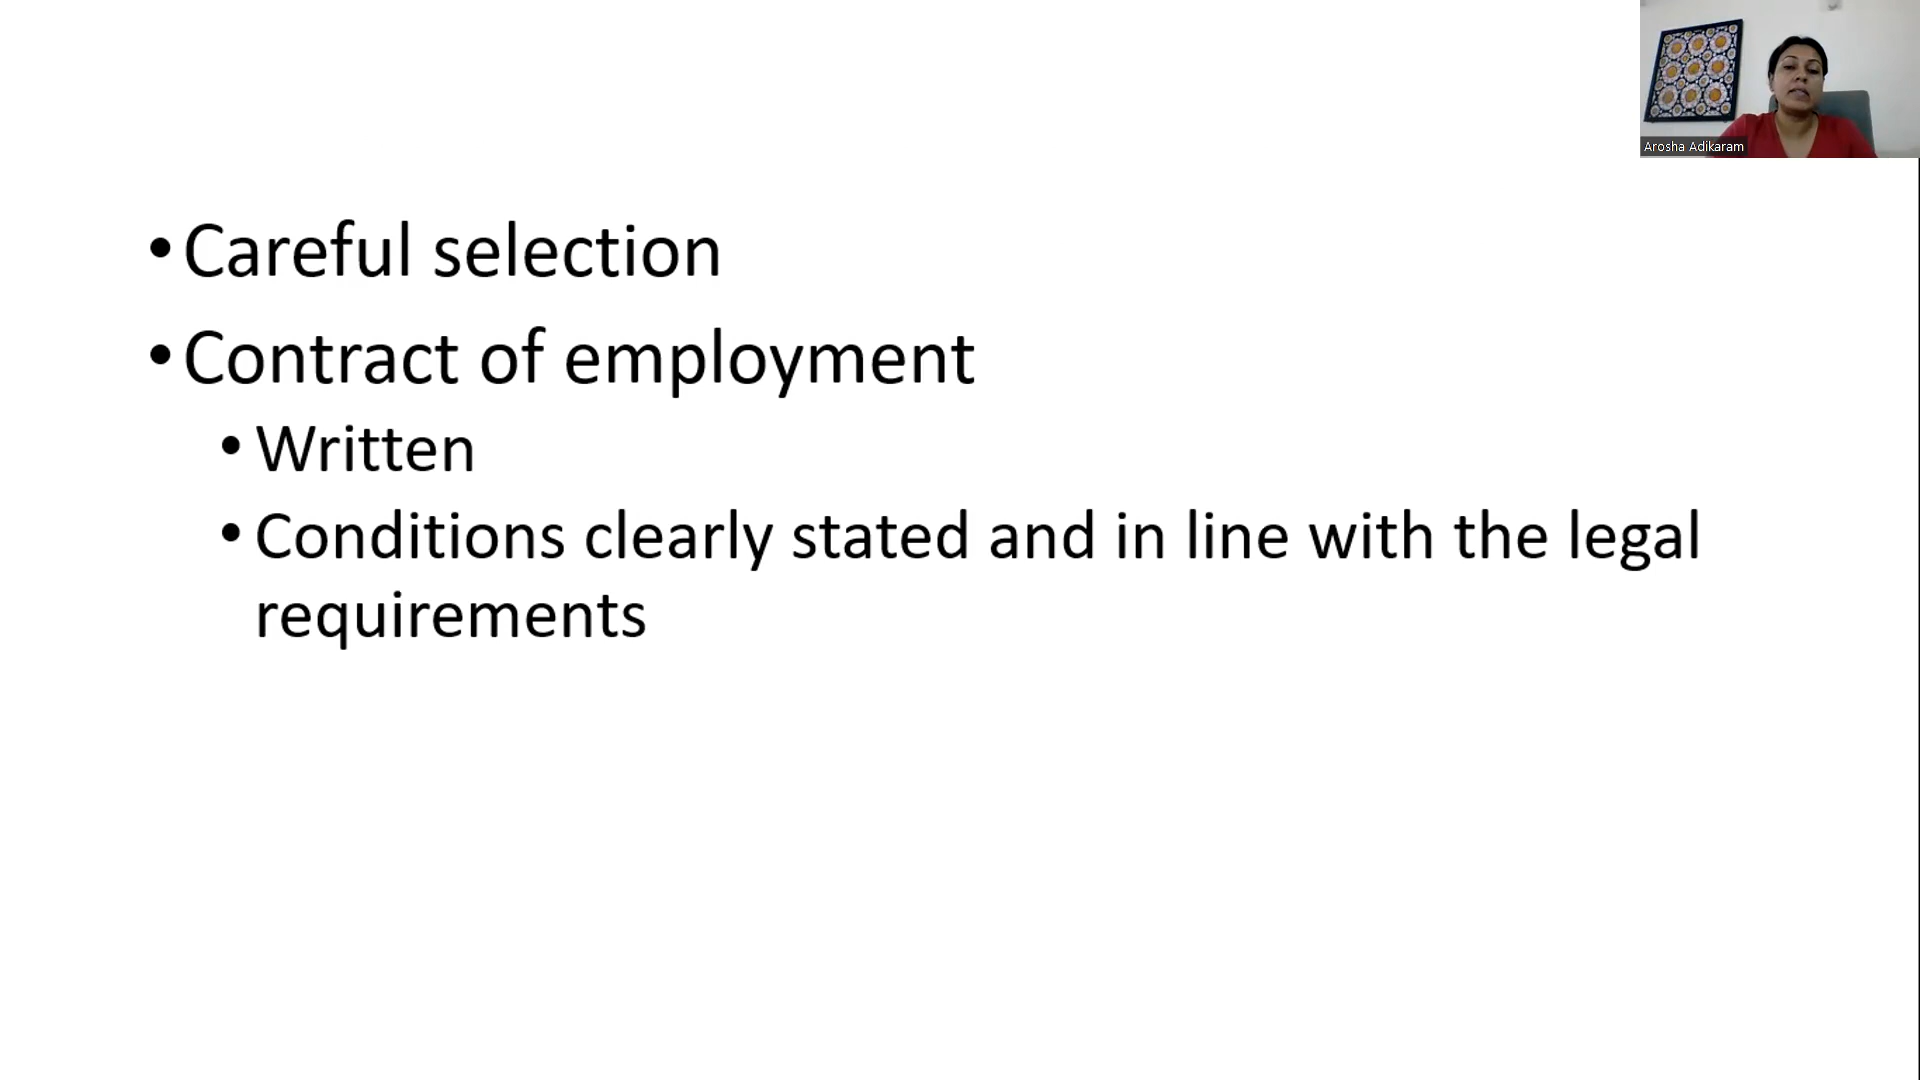 Arosha Adikaram
• Careful selection
• Contract of employment
• Written
• Conditions clearly stated and in line with the legal
requirements